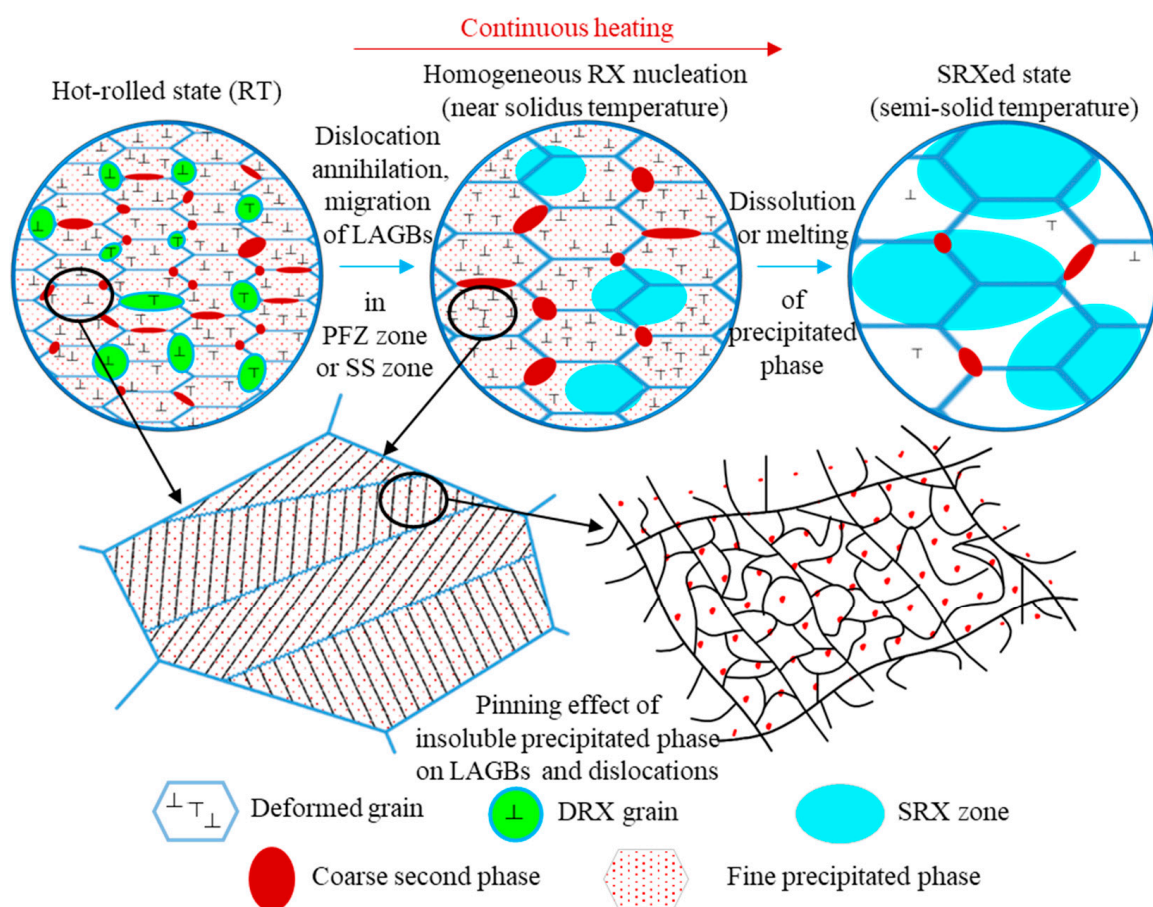 Continuous heating
Hot-rolled state (RT)
Homogeneous RX nucleation
(near solidus temperature)
SRXed state
(semi-solid temperature)
Dislocation
annihilation,
migration
of LAGBs
in
PFZ zone
or SS zone
Dissolution
or melting
of
precipitated
phase
Pinning effect of
insoluble precipitated phase
on LAGBs and dislocations
Deformed grain
DRX grain
SRX zone
Coarse second phase
Fine precipitated phase